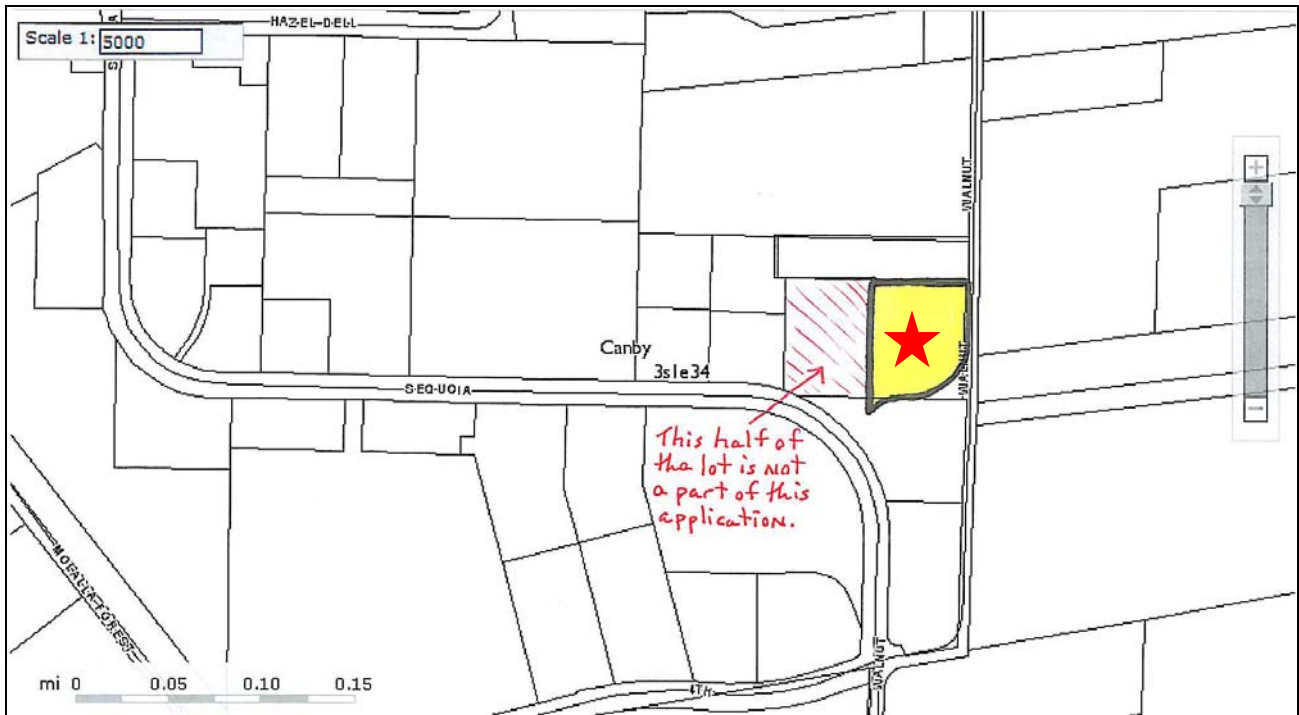 HAZEL DELL
Scale 1: 5000
S
A
WALNUT
Canby
3s1e34
WALNUT
SEQUOIA
This half of
the lot is not
a part of this
application.
MOLALLA FOREST
WALNUT
4TH
mi 0 0.05 0.10 0.15